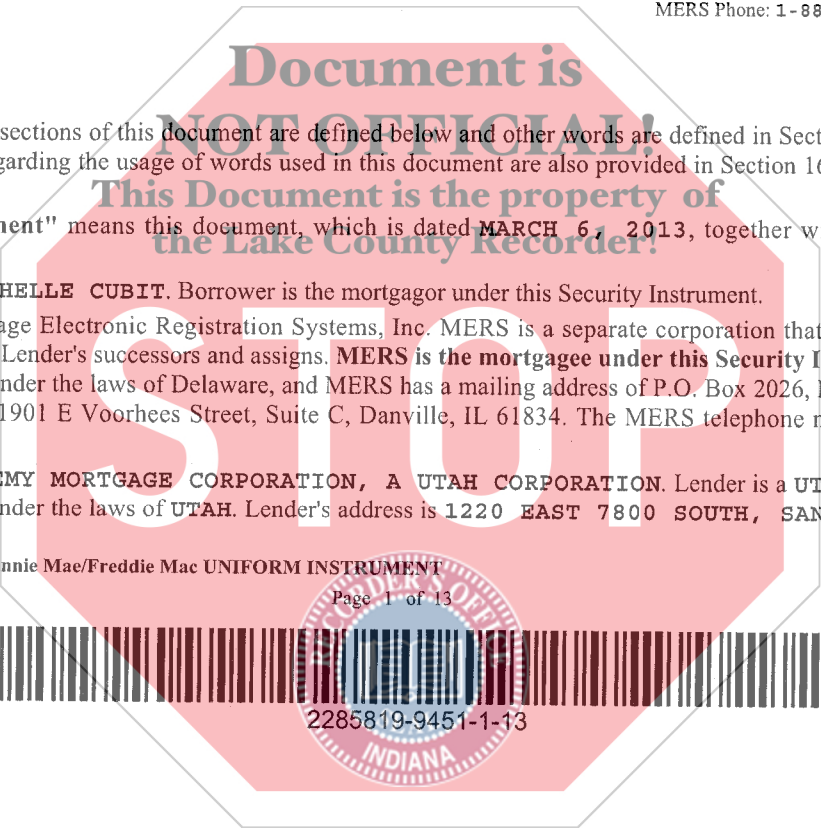 MERS Phone: 1-88
Document is
NOT OFFICIAL!
sections of this document are defined below and other words are defined in Sect
garding the usage of words used in this document are also provided in Section 16
This Document is the property of
ent" means this document, which is dated MARCH 6, 2013, together w
the Lake County Recorder!
HELLE CUBIT. Borrower is the mortgagor under this Security Instrument.
age Electronic Registration Systems, Inc. MERS is a separate corporation that
Lender's successors and assigns. MERS is the mortgagee under this Security I
nder the laws of Delaware, and MERS has a mailing address of P.O. Box 2026,
1901 E Voorhees Street, Suite C, Danville, IL 61834. The MERS telephone n
STOP
EMY MORTGAGE CORPORATION, A UTAH CORPORATION. Lender is a UT
nder the laws of UTAH. Lender's address is 1220 EAST 7800 SOUTH, SAN
nnie Mae/Freddie Mac UNIFORM INSTRUMENT
Page 1 of 13
RECORDER'S OFFICE
2285819-9451-1-13
INDIANA